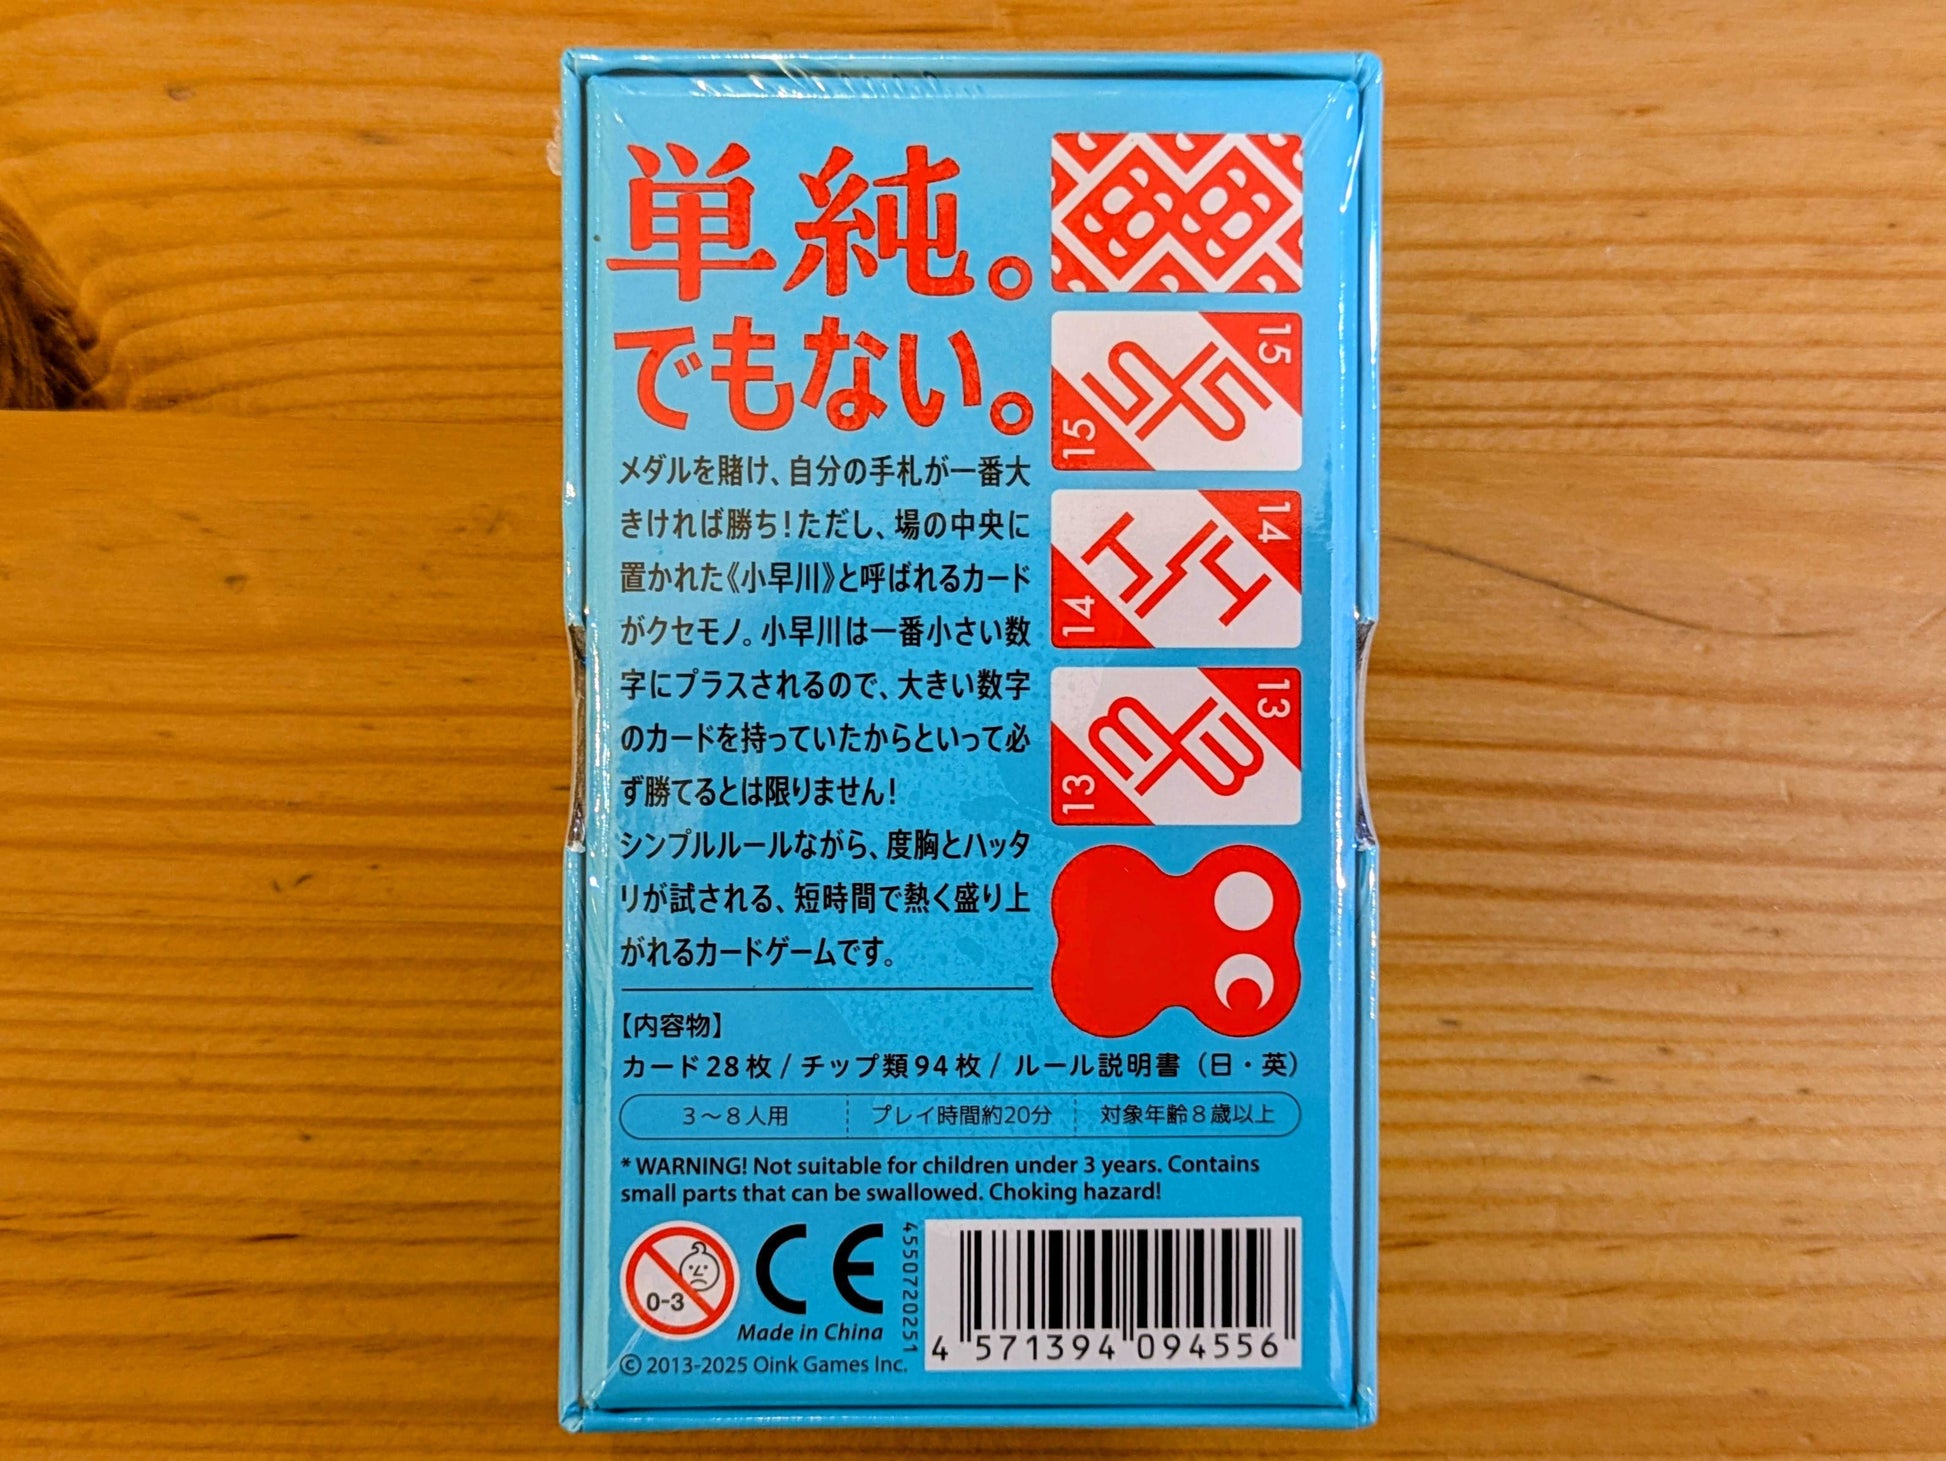 単純。
でもない。
メダルを賭け、自分の手札が一番大
きければ勝ち!ただし、場の中央に
置かれた《小早川》と呼ばれるカード
がクセモノ。小早川は一番小さい数
字にプラスされるので、大きい数字
のカードを持っていたからといって必
ず勝てるとは限りません!
シンプルルールながら、度胸とハッタ
リが試される、短時間で熱く盛り上
がれるカードゲームです。
15
15
14
14
13
13
【内容物】
カード28枚 / チップ類94枚 / ルール説明書（日・英）
3〜8人用
プレイ時間約20分
対象年齢8歳以上
* WARNING! Not suitable for children under 3 years. Contains
small parts that can be swallowed. Choking hazard!
0-3
CE
Made in China
© 2013-2025 Oink Games Inc.
455072020251
4 571394 094556